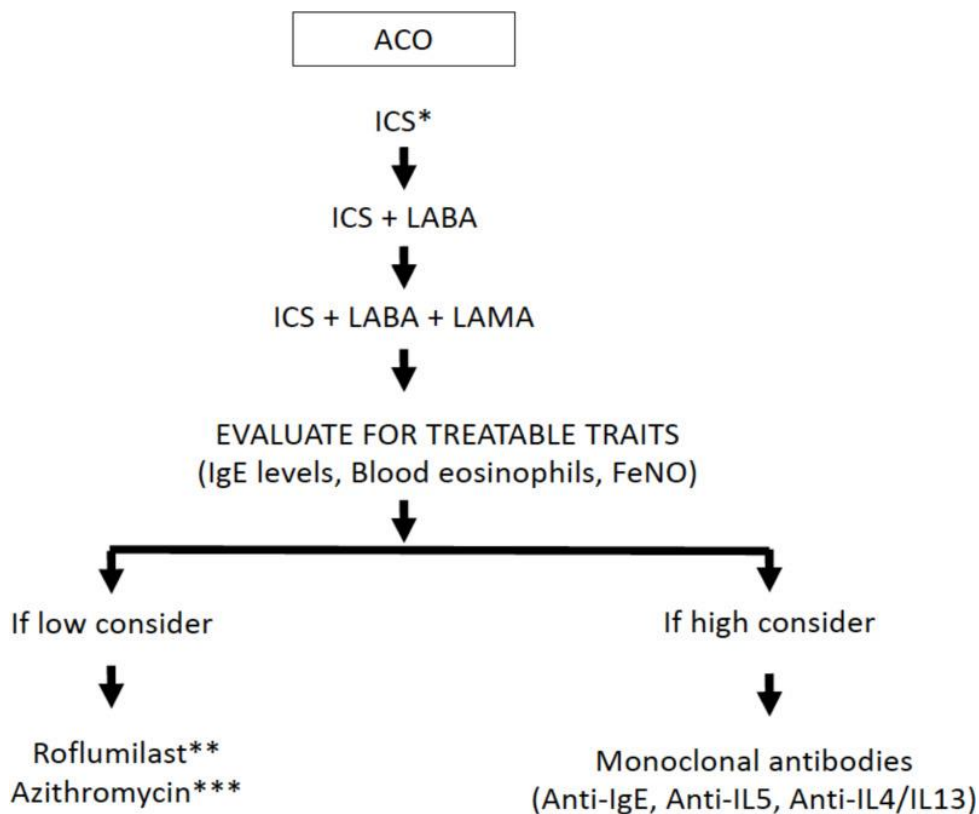 ACO
ICS*
ICS + LABA
ICS + LABA + LAMA
EVALUATE FOR TREATABLE TRAITS
(IgE levels, Blood eosinophils, FeNO)
If low consider
If high consider
Roflumilast**
Azithromycin***
Monoclonal antibodies
(Anti-IgE, Anti-IL5, Anti-IL4/IL13)